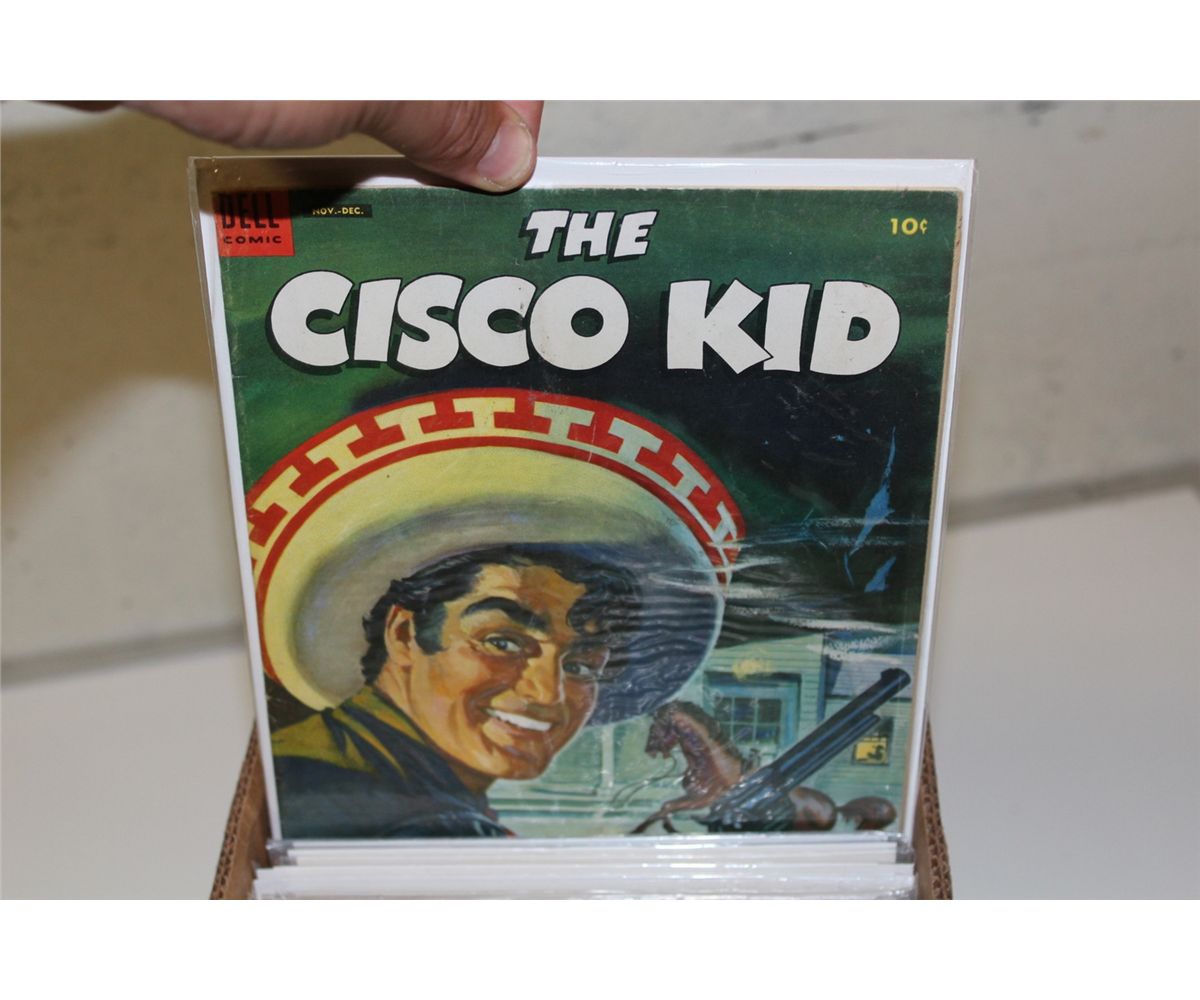 DELL
COMIC
NOV.-DEC.
10¢
THE
CISCO KID